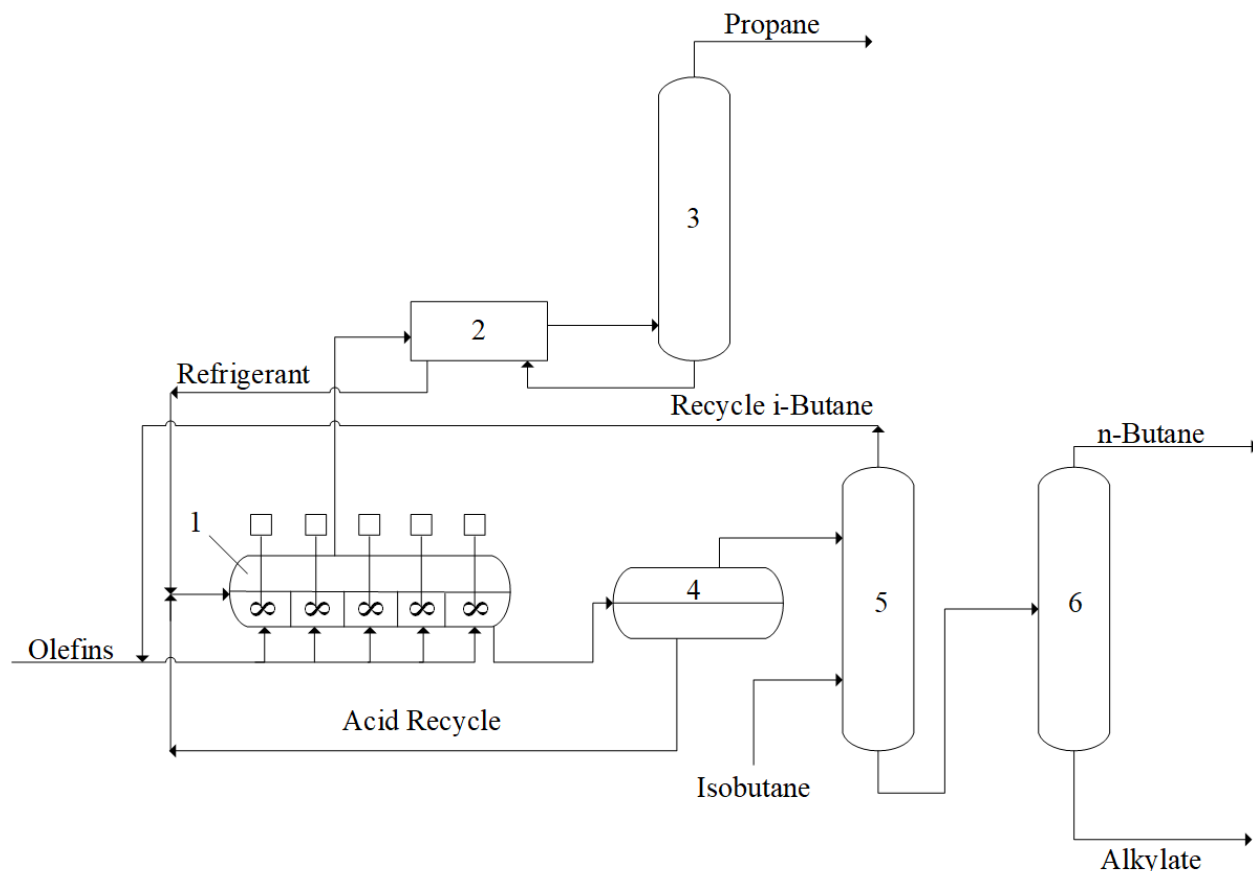 Propane
3
2
Refrigerant
Recycle i-Butane
n-Butane
1
4
5
6
Olefins
Acid Recycle
Isobutane
Alkylate